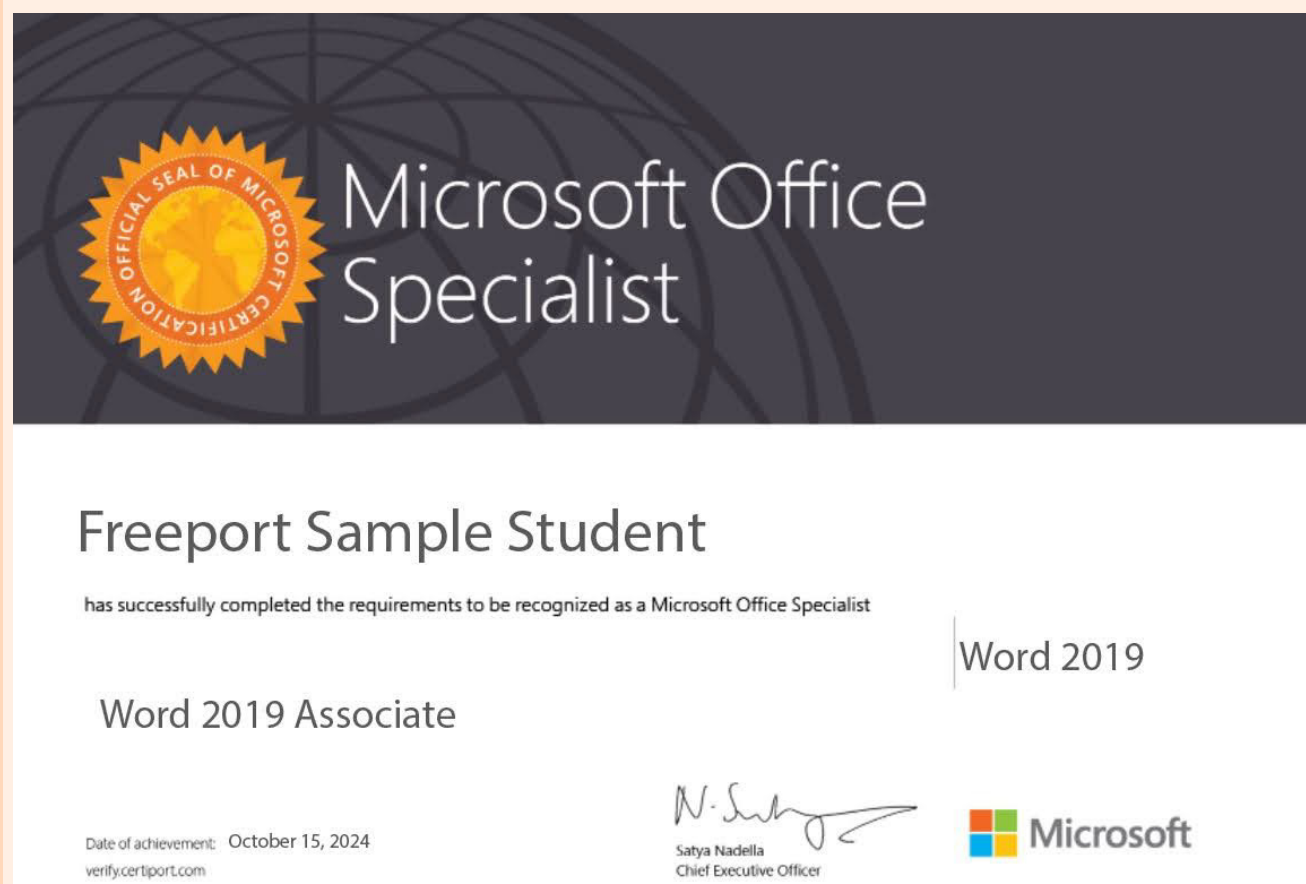 OFFICIAL SEAL OF MICROSOFT CERTIFICATION
Microsoft Office
Specialist
Freeport Sample Student
has successfully completed the requirements to be recognized as a Microsoft Office Specialist
Word 2019
Word 2019 Associate
Date of achievement: October 15, 2024
verify.certiport.com
N. Satya
Satya Nadella
Chief Executive Officer
Microsoft